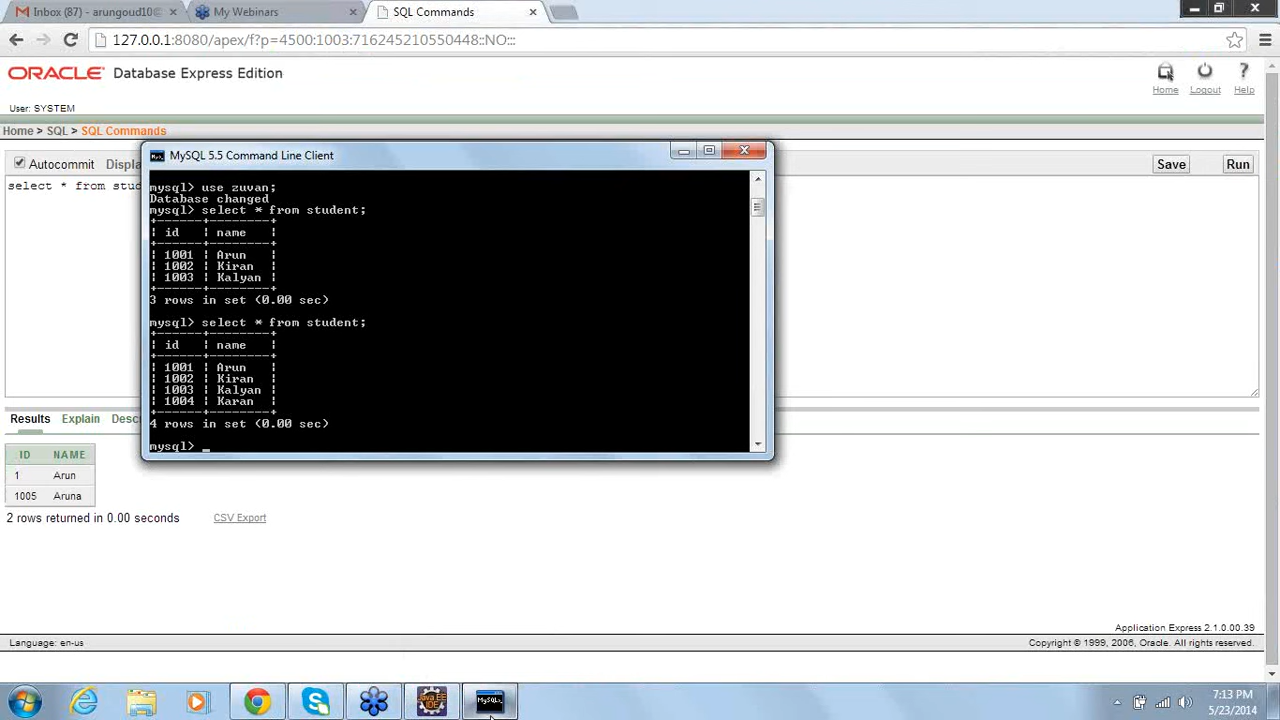 Inbox (87) - arungoud10@
My Webinars
SQL Commands
127.0.0.1:8080/apex/f?p=4500:1003:716245210550448::NO:::
ORACLE Database Express Edition
Home Logout Help
User: SYSTEM
Home > SQL > SQL Commands
Autocommit Display
Save Run
select * from stud
MySQL 5.5 Command Line Client
mysql> use zuvan;
Database changed
mysql> select * from student;
+------+--------+
| id | name |
+------+--------+
| 1001 | Arun |
| 1002 | Kiran |
| 1003 | Kalyan |
+------+--------+
3 rows in set (0.00 sec)
mysql> select * from student;
+------+--------+
| id | name |
+------+--------+
| 1001 | Arun |
| 1002 | Kiran |
| 1003 | Kalyan |
| 1004 | Karan |
+------+--------+
4 rows in set (0.00 sec)
mysql> _
Results Explain Desc
ID NAME
1 Arun
1005 Aruna
2 rows returned in 0.00 seconds
CSV Export
Application Express 2.1.0.00.39
Language: en-us
Copyright © 1999, 2006, Oracle. All rights reserved.
Java EE
IDE
MySQL
7:13 PM
5/23/2014